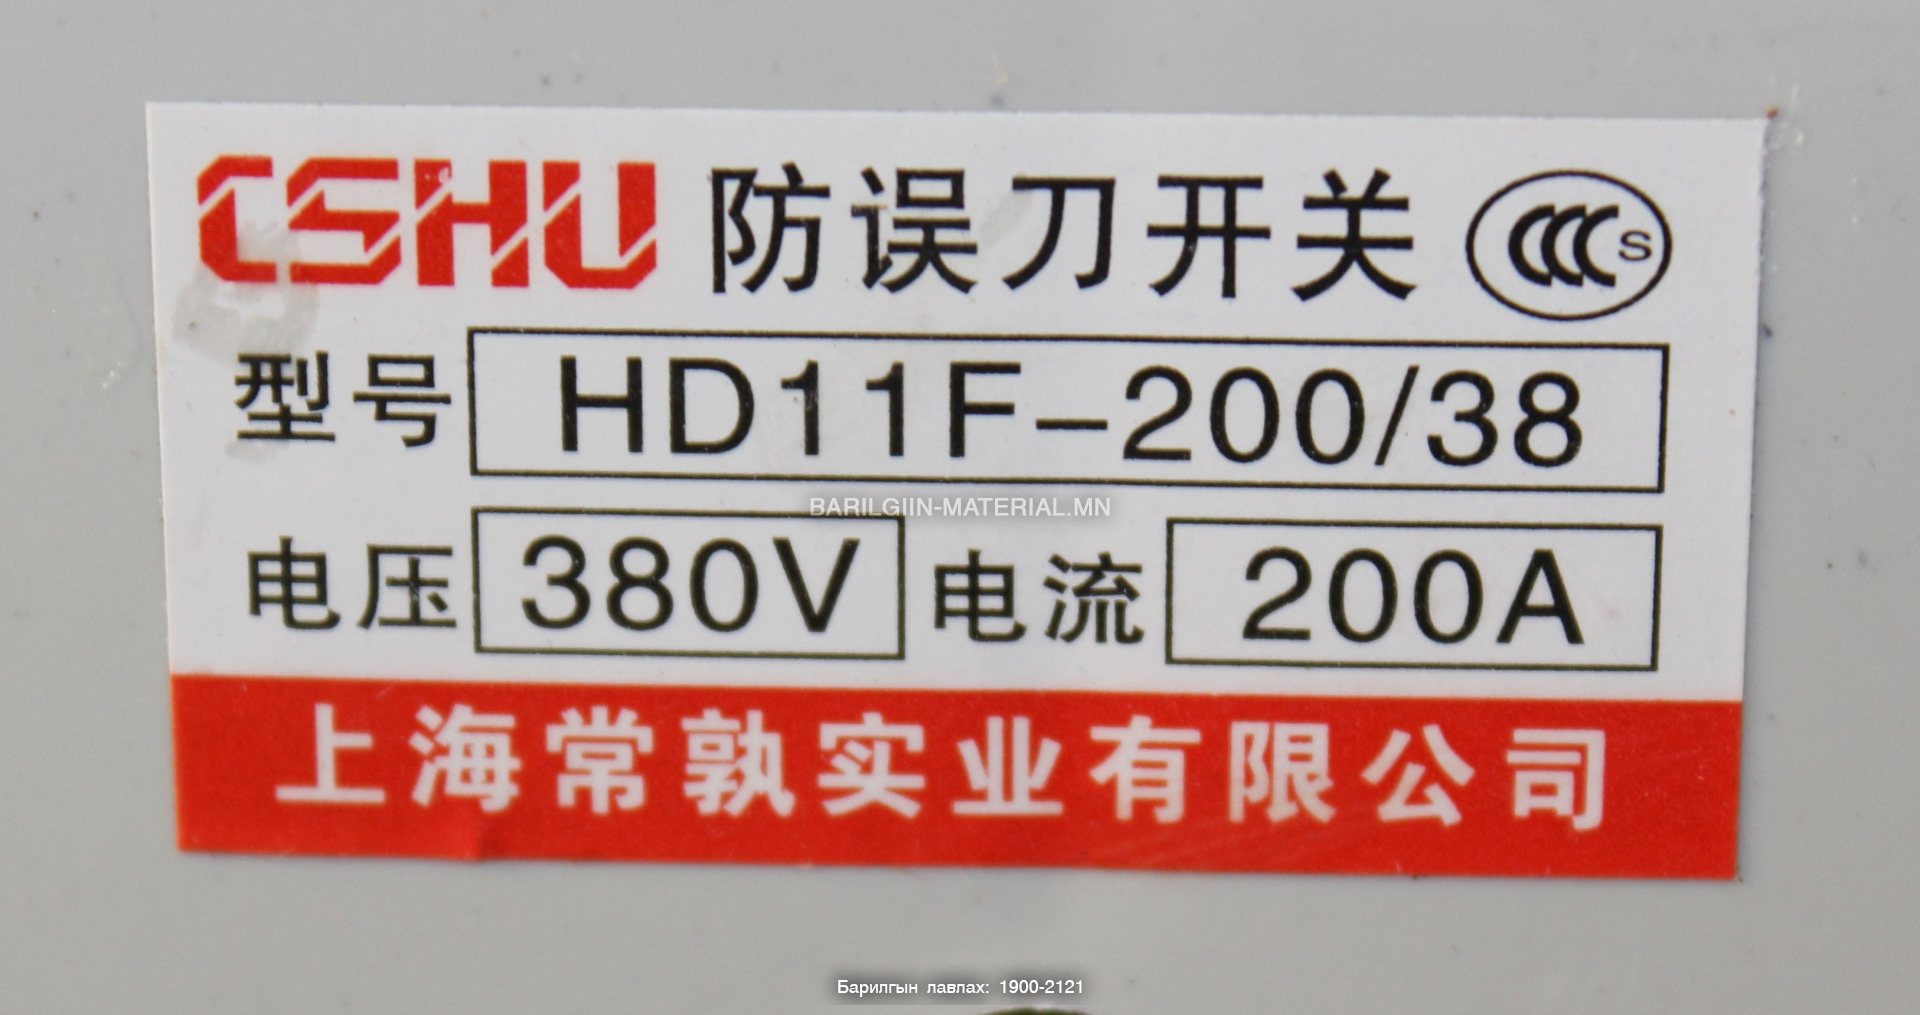 CSHU 防误刀开关 CCC S
型号 HD11F-200/38
BARILGIIN-MATERIAL.MN
电压 380V 电流 200A
上海常孰实业有限公司
Барилгын лавлах: 1900-2121